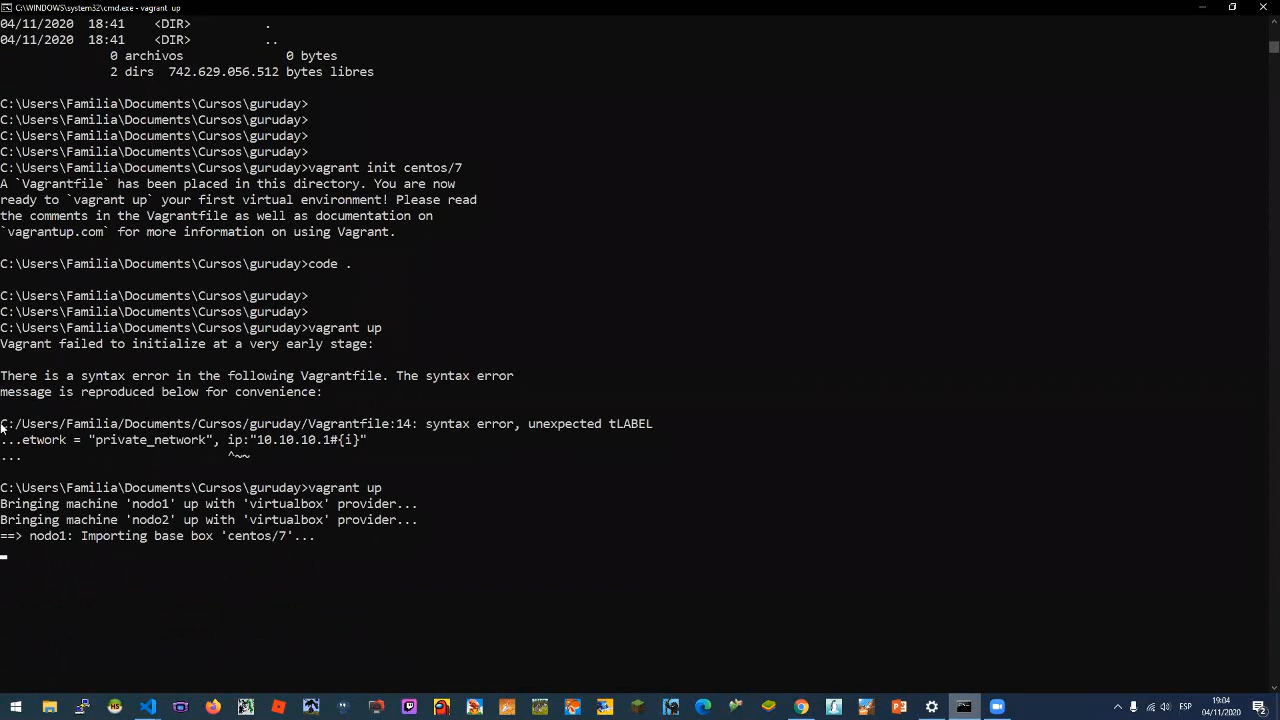 C:\WINDOWS\system32\cmd.exe - vagrant up
04/11/2020  18:41    <DIR>          .
04/11/2020  18:41    <DIR>          ..
               0 archivos              0 bytes
               2 dirs  742.629.056.512 bytes libres
C:\Users\Familia\Documents\Cursos\guruday>
C:\Users\Familia\Documents\Cursos\guruday>
C:\Users\Familia\Documents\Cursos\guruday>
C:\Users\Familia\Documents\Cursos\guruday>
C:\Users\Familia\Documents\Cursos\guruday>vagrant init centos/7
A `Vagrantfile` has been placed in this directory. You are now
ready to `vagrant up` your first virtual environment! Please read
the comments in the Vagrantfile as well as documentation on
`vagrantup.com` for more information on using Vagrant.
C:\Users\Familia\Documents\Cursos\guruday>code .
C:\Users\Familia\Documents\Cursos\guruday>
C:\Users\Familia\Documents\Cursos\guruday>
C:\Users\Familia\Documents\Cursos\guruday>vagrant up
Vagrant failed to initialize at a very early stage:
There is a syntax error in the following Vagrantfile. The syntax error
message is reproduced below for convenience:
C:/Users/Familia/Documents/Cursos/guruday/Vagrantfile:14: syntax error, unexpected tLABEL
...etwork = "private_network", ip:"10.10.10.1#{i}"
...                               ^~~
C:\Users\Familia\Documents\Cursos\guruday>vagrant up
Bringing machine 'nodo1' up with 'virtualbox' provider...
Bringing machine 'nodo2' up with 'virtualbox' provider...
==> nodo1: Importing base box 'centos/7'...
ESP
19:04
04/11/2020